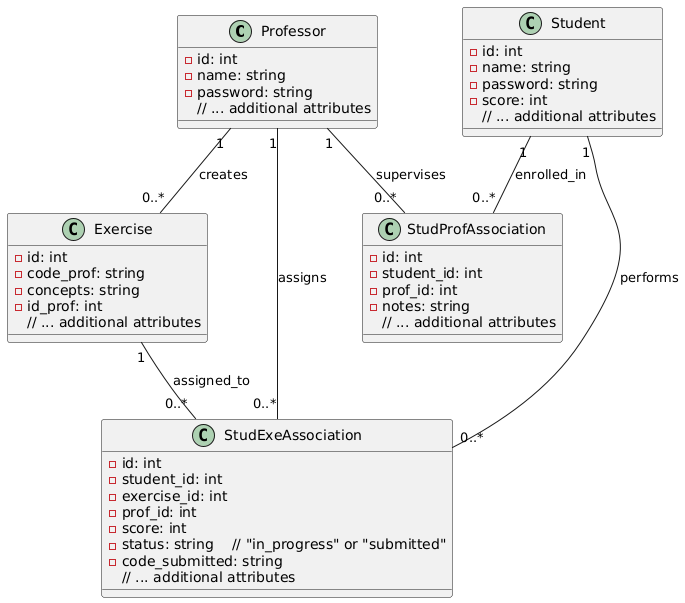 C Professor
id: int
name: string
password: string
// ... additional attributes
C Student
id: int
name: string
password: string
score: int
// ... additional attributes
1
1
1
1
1
creates
supervises
enrolled_in
0..*
0..*
0..*
C Exercise
id: int
code_prof: string
concepts: string
id_prof: int
// ... additional attributes
C StudProfAssociation
id: int
student_id: int
prof_id: int
notes: string
// ... additional attributes
assigns
performs
1
assigned_to
0..*
0..*
0..*
C StudExeAssociation
id: int
student_id: int
exercise_id: int
prof_id: int
score: int
status: string // "in_progress" or "submitted"
code_submitted: string
// ... additional attributes